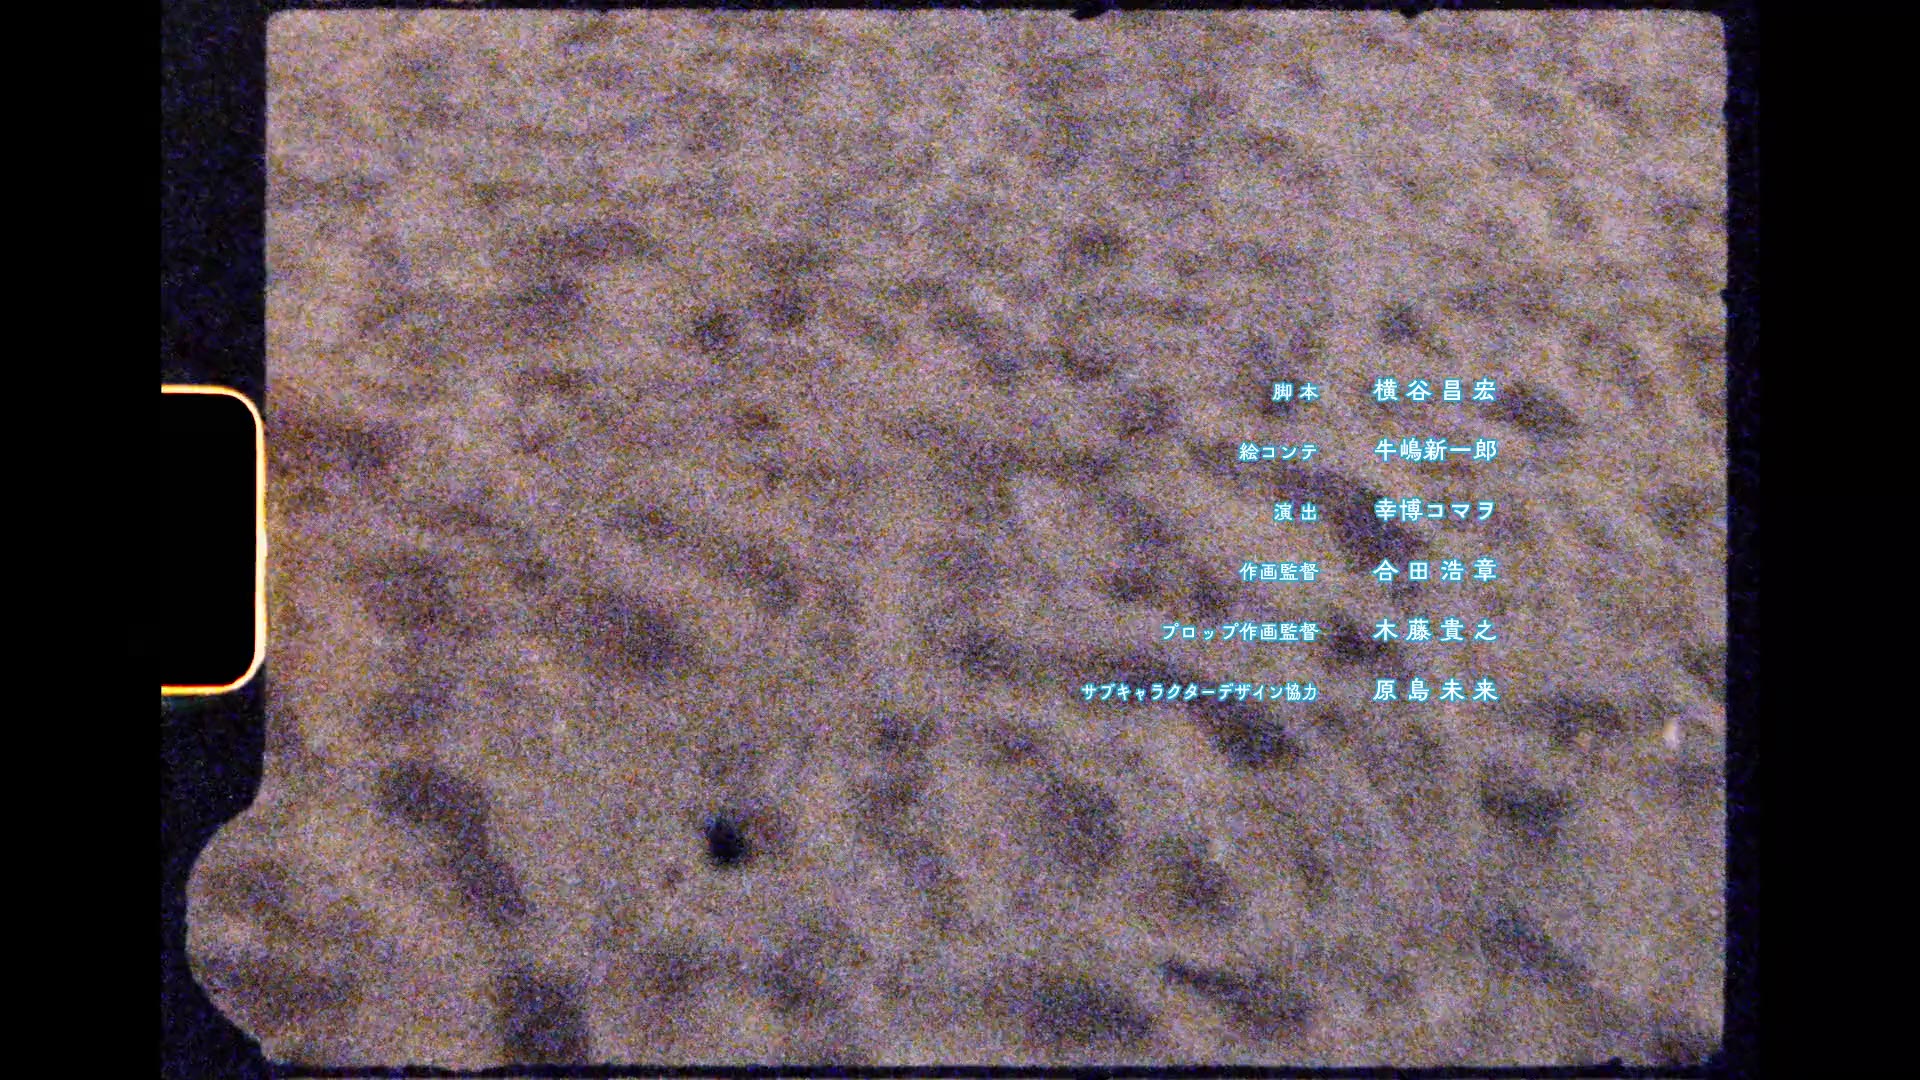 脚本 横谷昌宏
絵コンテ 牛嶋新一郎
演出 幸博コマヲ
作画監督 合田浩章
プロップ作画監督 木藤貴之
サブキャラクターデザイン協力 原島未来